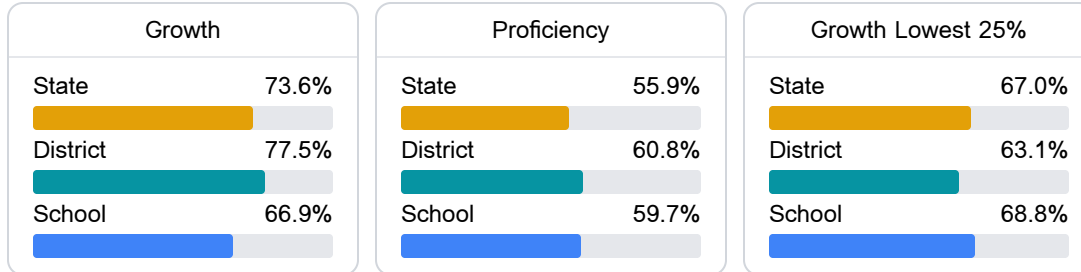 Growth
State 73.6%
District 77.5%
School 66.9%
Proficiency
State 55.9%
District 60.8%
School 59.7%
Growth Lowest 25%
State 67.0%
District 63.1%
School 68.8%